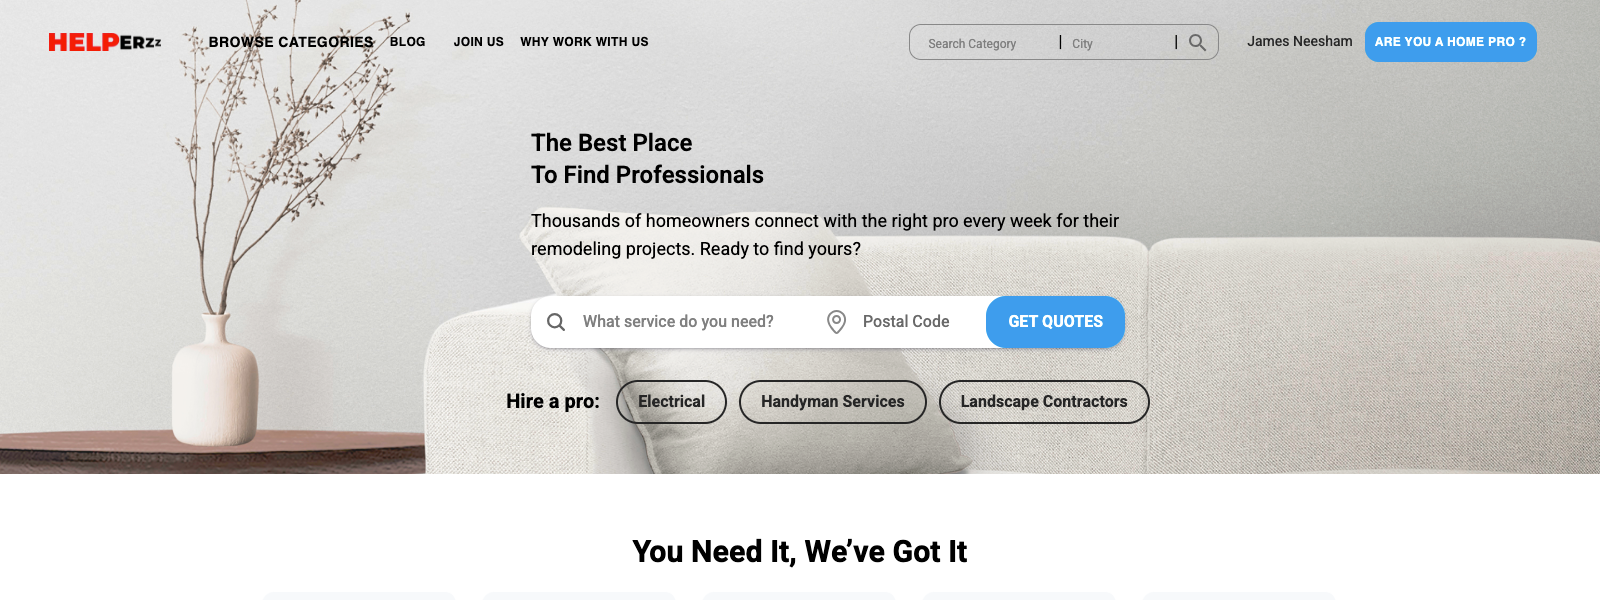 HELPERzz
BROWSE CATEGORIES
BLOG
JOIN US
WHY WORK WITH US
Search Category
City
James Neesham
ARE YOU A HOME PRO ?
The Best Place
To Find Professionals
Thousands of homeowners connect with the right pro every week for their
remodeling projects. Ready to find yours?
What service do you need?
Postal Code
GET QUOTES
Hire a pro:
Electrical
Handyman Services
Landscape Contractors
You Need It, We’ve Got It